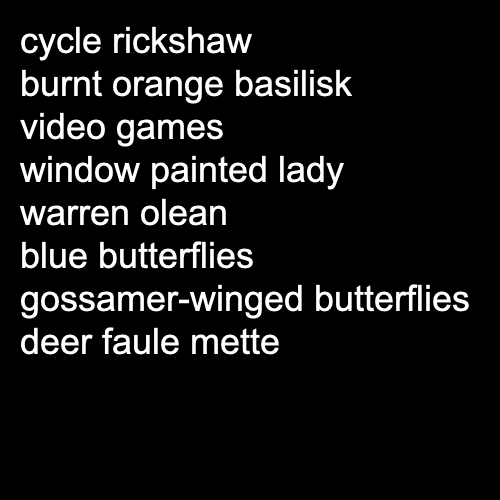 cycle rickshaw
burnt orange basilisk
video games
window painted lady
warren olean
blue butterflies
gossamer-winged butterflies
deer faule mette